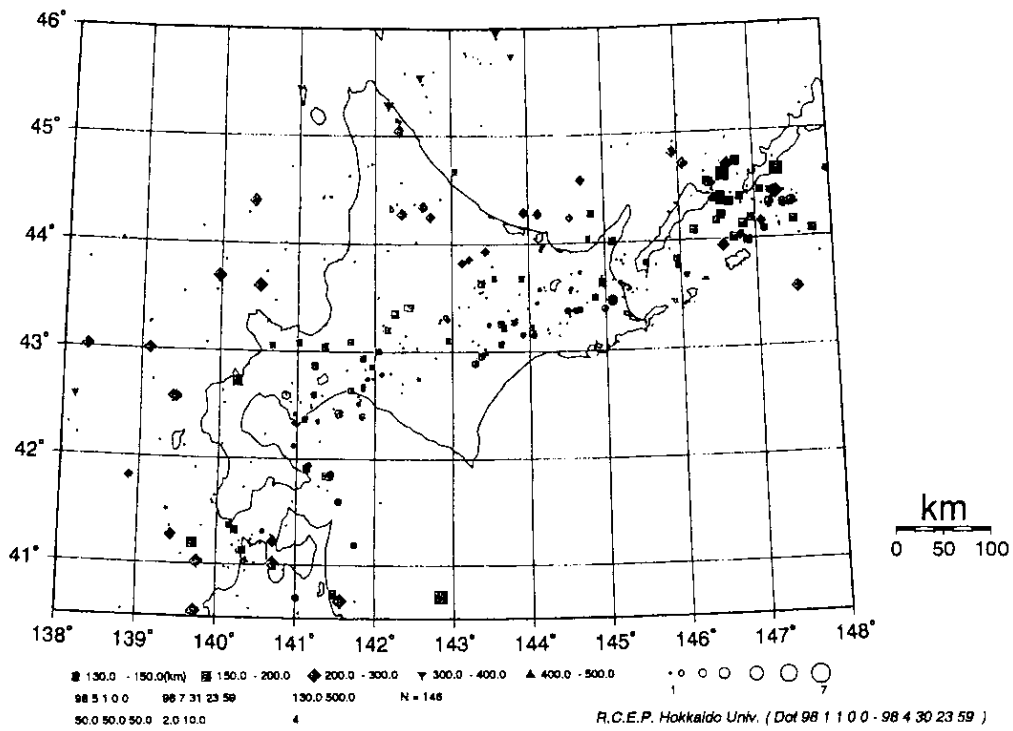 46°
45°
44°
43°
42°
41°
138° 139° 140° 141° 142° 143° 144° 145° 146° 147° 148°
km
0 50 100
130.0 - 150.0(km) 150.0 - 200.0 200.0 - 300.0 300.0 - 400.0 400.0 - 500.0
1 7
98 5 1 0 0 98 7 31 23 59 130.0 500.0 N = 146
50.0 50.0 50.0 2.0 10.0 4
R.C.E.P. Hokkaido Univ. ( Dot 98 1 1 0 0 - 98 4 30 23 59 )